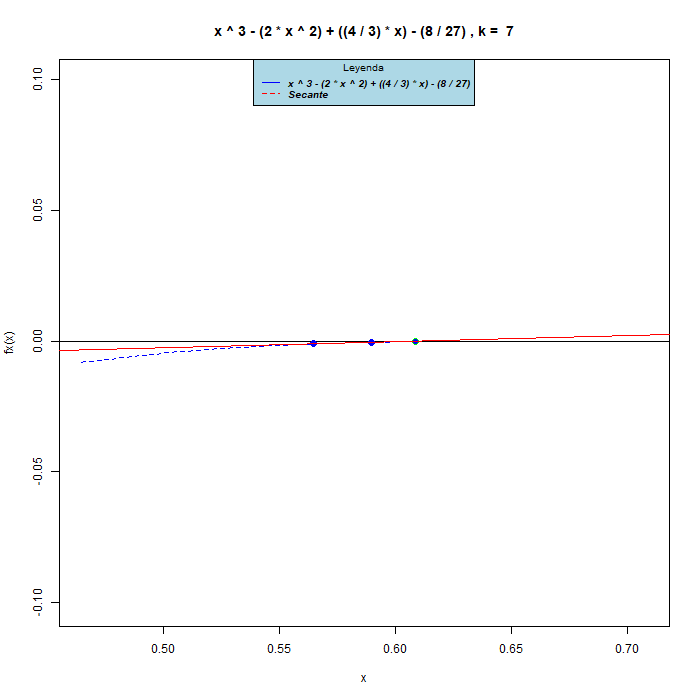 x ^ 3 - (2 * x ^ 2) + ((4 / 3) * x) - (8 / 27) , k = 7
Leyenda
x ^ 3 - (2 * x ^ 2) + ((4 / 3) * x) - (8 / 27)
Secante
0.10
0.05
0.00
-0.05
-0.10
fx(x)
0.50 0.55 0.60 0.65 0.70
x